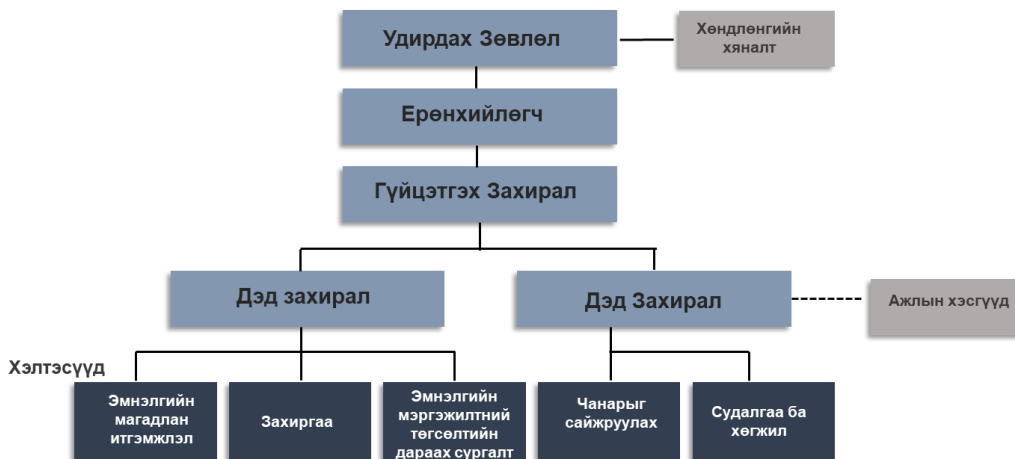 Удирдах Зөвлөл
Хөндлөнгийн
хяналт
Ерөнхийлөгч
Гүйцэтгэх Захирал
Дэд захирал
Дэд Захирал
Ажлын хэсгүүд
Хэлтэсүүд
Эмнэлгийн
магадлан
итгэмжлэл
Захиргаа
Эмнэлгийн
мэргэжилтний
төгсөлтийн
дараах сургалт
Чанарыг
сайжруулах
Судалгаа ба
хөгжил